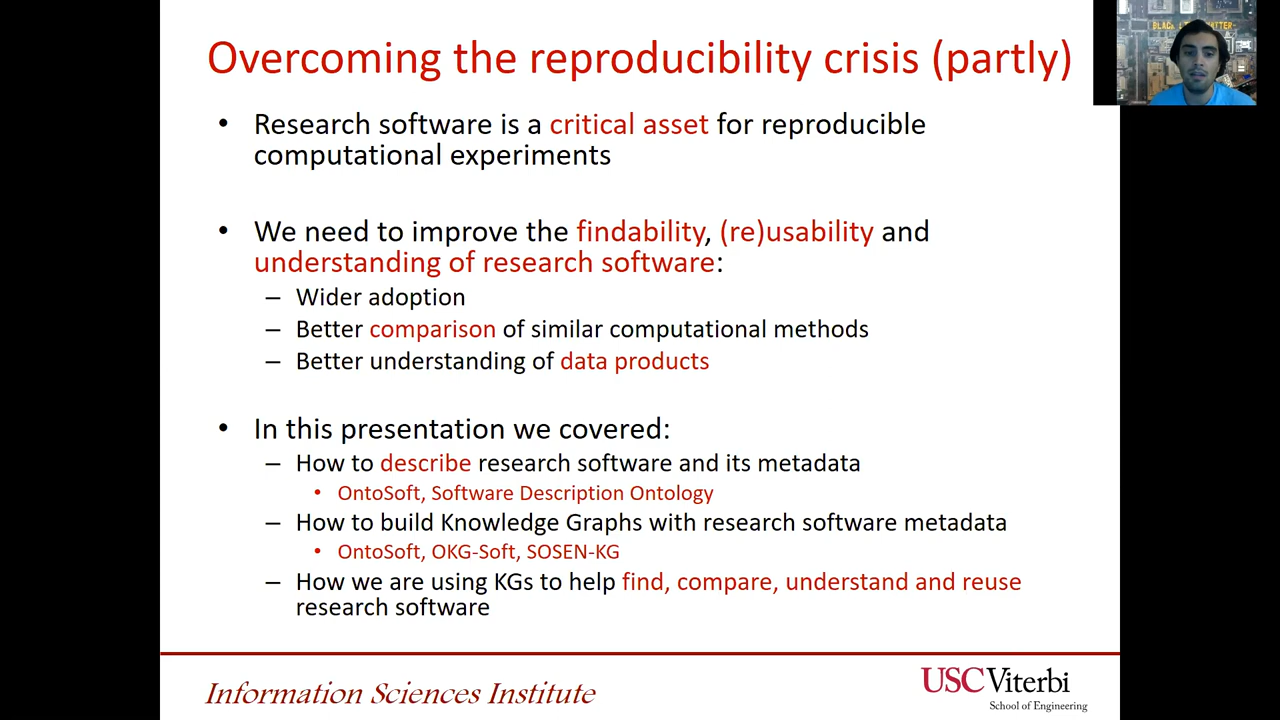 Overcoming the reproducibility crisis (partly)
• Research software is a critical asset for reproducible
computational experiments
• We need to improve the findability, (re)usability and
understanding of research software:
– Wider adoption
– Better comparison of similar computational methods
– Better understanding of data products
• In this presentation we covered:
– How to describe research software and its metadata
• OntoSoft, Software Description Ontology
– How to build Knowledge Graphs with research software metadata
• OntoSoft, OKG-Soft, SOSEN-KG
– How we are using KGs to help find, compare, understand and reuse
research software
Information Sciences Institute
USC Viterbi
School of Engineering